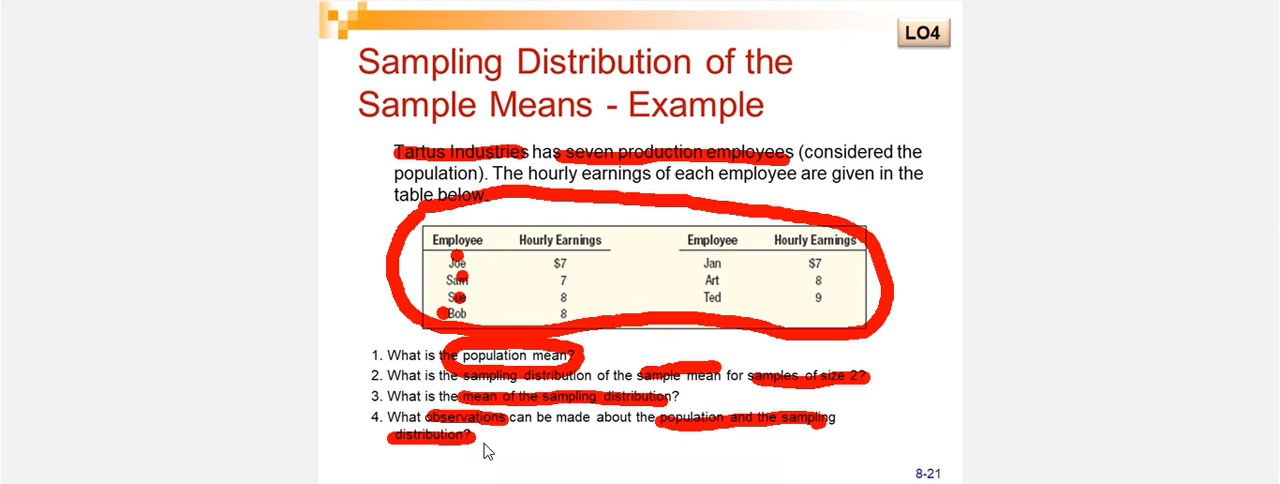 LO4
Sampling Distribution of the
Sample Means - Example
Tartus Industries has seven production employees (considered the
population). The hourly earnings of each employee are given in the
table below.
Employee Hourly Earnings Employee Hourly Earnings
Joe $7 Jan $7
Sam 7 Art 8
Sue 8 Ted 9
Bob 8
1. What is the population mean?
2. What is the sampling distribution of the sample mean for samples of size 2?
3. What is the mean of the sampling distribution?
4. What observations can be made about the population and the sampling
distribution?
8-21